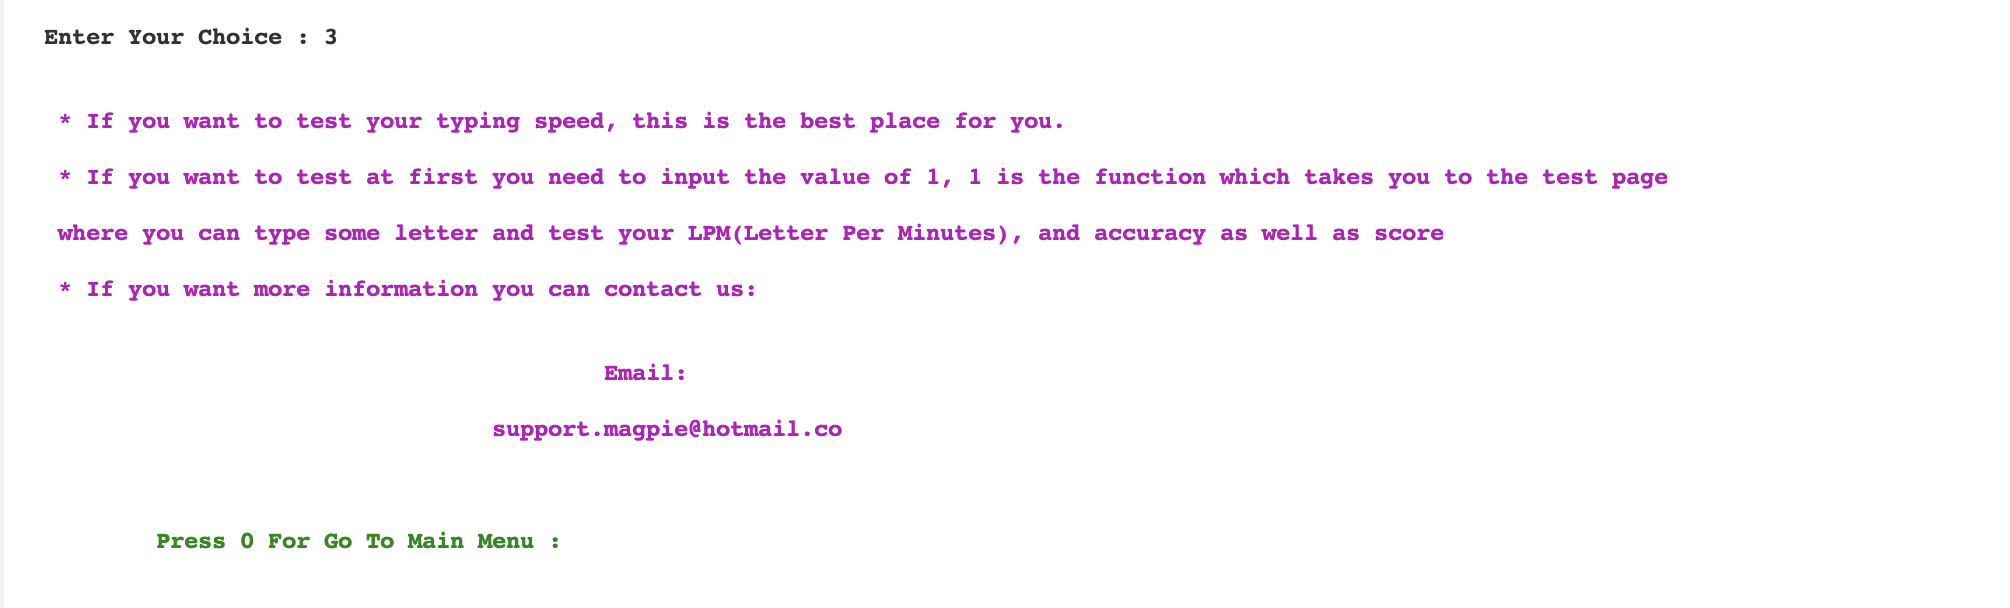 Enter Your Choice : 3
* If you want to test your typing speed, this is the best place for you.
* If you want to test at first you need to input the value of 1, 1 is the function which takes you to the test page
where you can type some letter and test your LPM(Letter Per Minutes), and accuracy as well as score
* If you want more information you can contact us:
Email:
support.magpie@hotmail.co
Press 0 For Go To Main Menu :